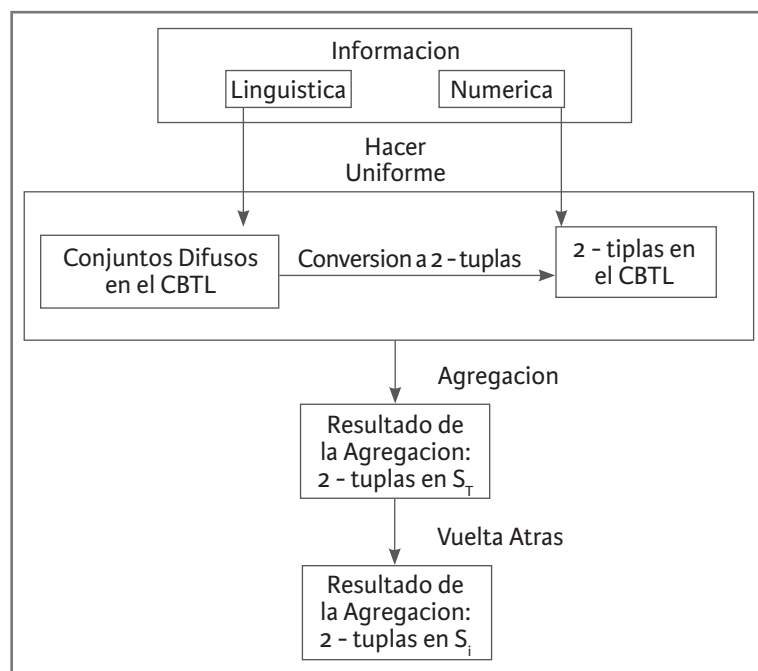 Informacion
Linguistica
Numerica
Hacer
Uniforme
Conjuntos Difusos
en el CBTL
Conversion a 2 - tuplas
2 - tiplas en
el CBTL
Agregacion
Resultado de
la Agregacion:
2 - tuplas en S_T
Vuelta Atras
Resultado de
la Agregacion:
2 - tuplas en S_i